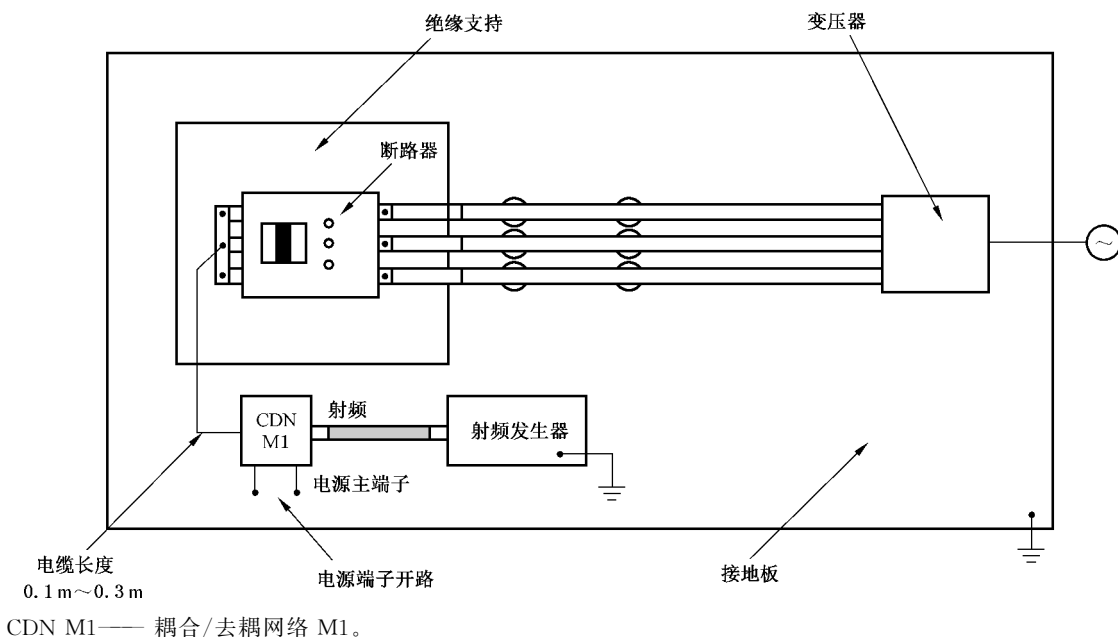 绝缘支持
变压器
断路器
~
CDN
M1
射频
射频发生器
电源主端子
电缆长度
0.1 m～0.3 m
电源端子开路
接地板
CDN M1—— 耦合/去耦网络 M1。